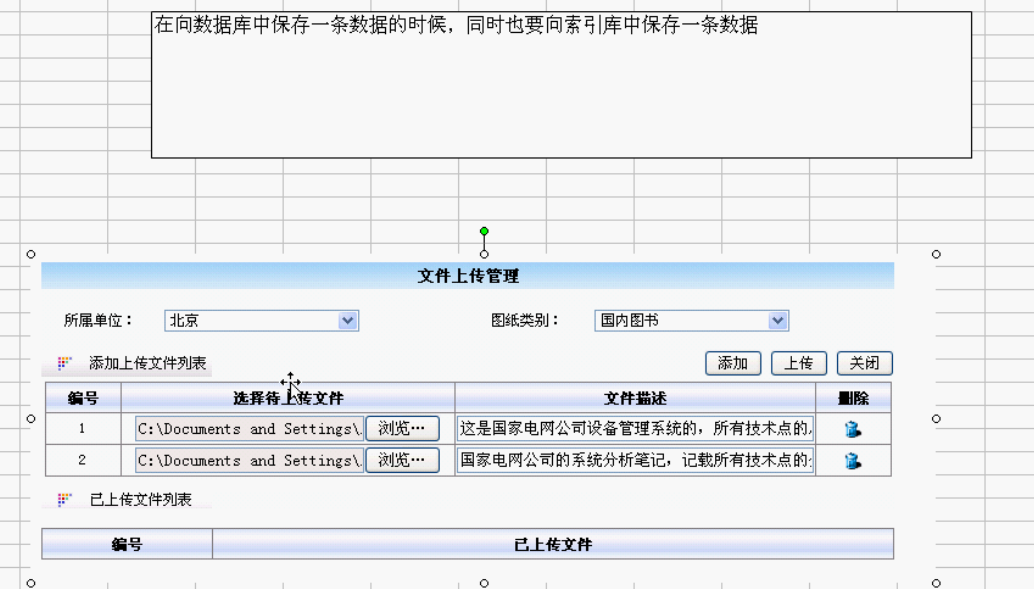 在向数据库中保存一条数据的时候，同时也要向索引库中保存一条数据
文件上传管理
所属单位： 北京 图纸类别： 国内图书
添加上传文件列表 添加 上传 关闭
编号 选择待上传文件 文件描述 删除
1 C:\Documents and Settings\. 浏览… 这是国家电网公司设备管理系统的，所有技术点的
2 C:\Documents and Settings\. 浏览… 国家电网公司的系统分析笔记，记载所有技术点的
已上传文件列表
编号 已上传文件